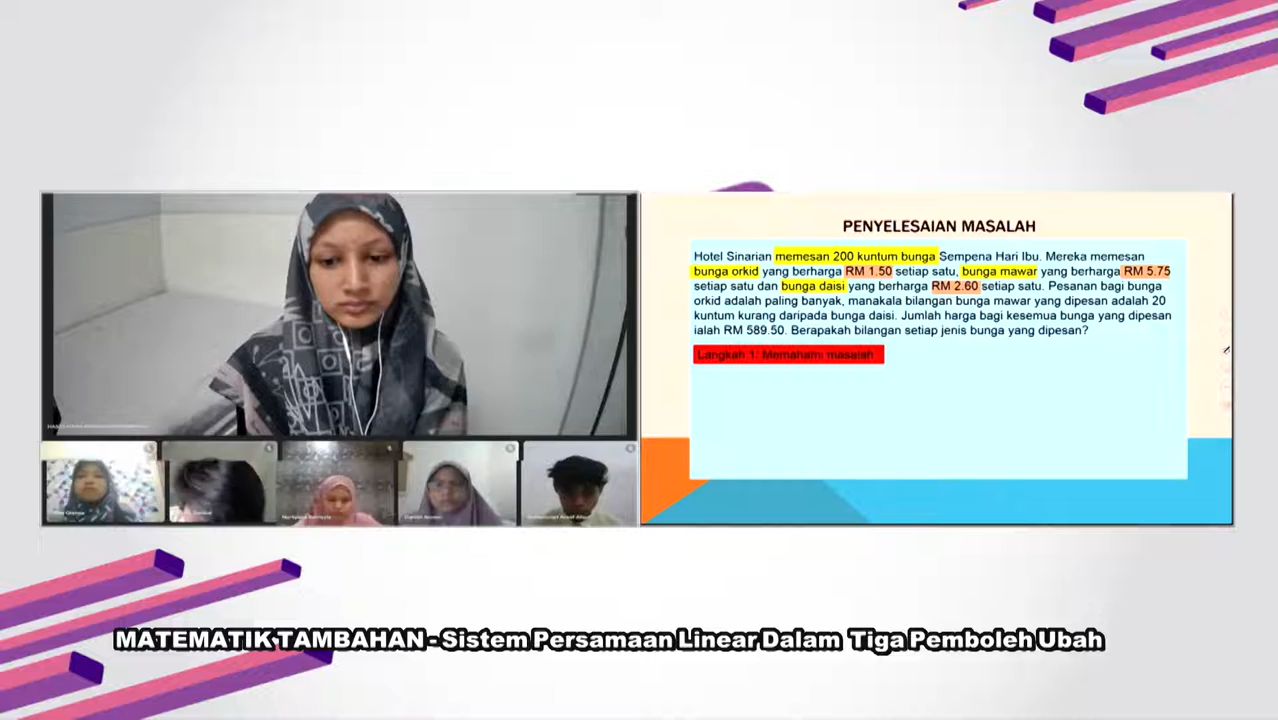 PENYELESAIAN MASALAH
Hotel Sinarian memesan 200 kuntum bunga Sempena Hari Ibu. Mereka memesan
bunga orkid yang berharga RM 1.50 setiap satu, bunga mawar yang berharga RM 5.75
setiap satu dan bunga daisi yang berharga RM 2.60 setiap satu. Pesanan bagi bunga
orkid adalah paling banyak, manakala bilangan bunga mawar yang dipesan adalah 20
kuntum kurang daripada bunga daisi. Jumlah harga bagi kesemua bunga yang dipesan
ialah RM 589.50. Berapakah bilangan setiap jenis bunga yang dipesan?
Langkah 1: Memahami masalah
MATEMATIK TAMBAHAN - Sistem Persamaan Linear Dalam Tiga Pemboleh Ubah